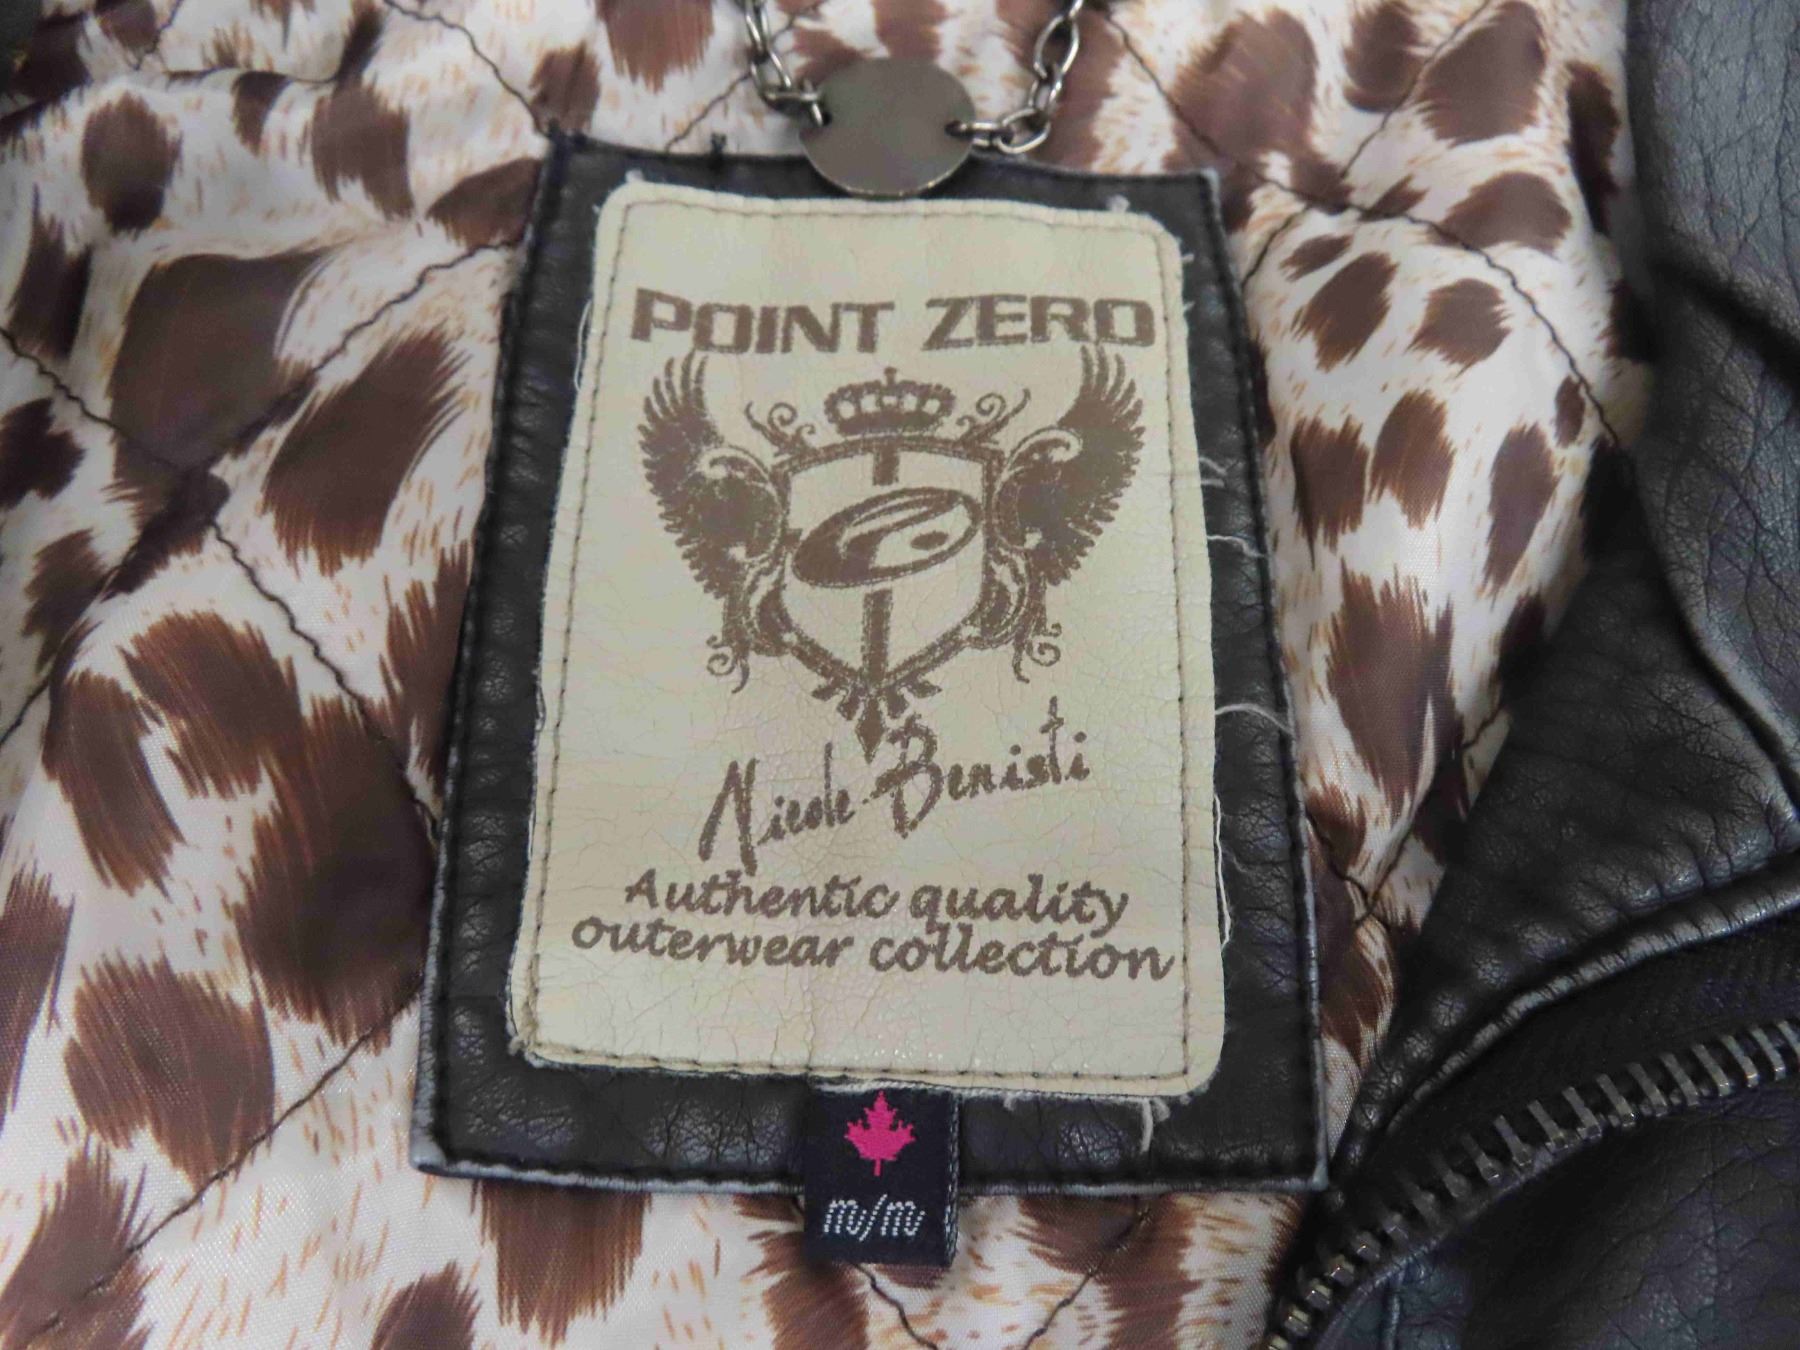 POINT ZERO
Nicole Benisti
Authentic quality
outerwear collection
m/m